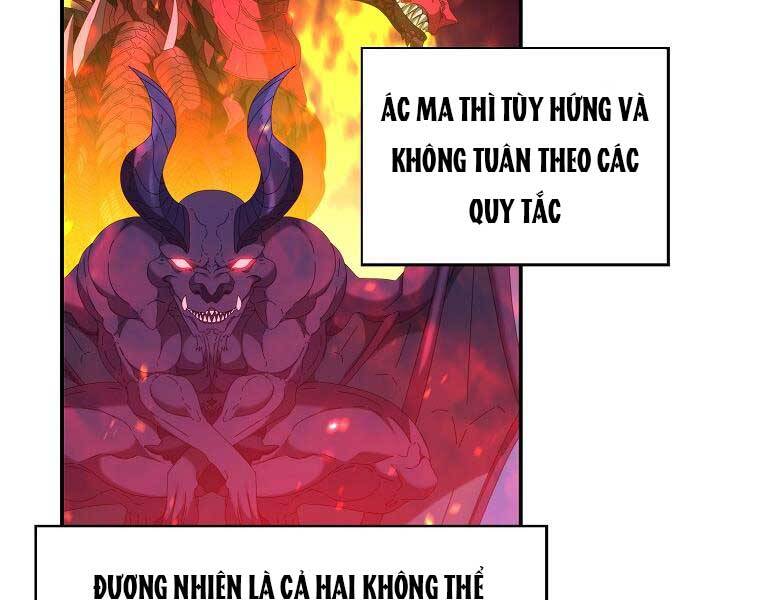 ÁC MA THÌ TÙY HỨNG VÀ
KHÔNG TUÂN THEO CÁC
QUY TẮC
ĐƯƠNG NHIÊN LÀ CẢ HAI KHÔNG THỂ